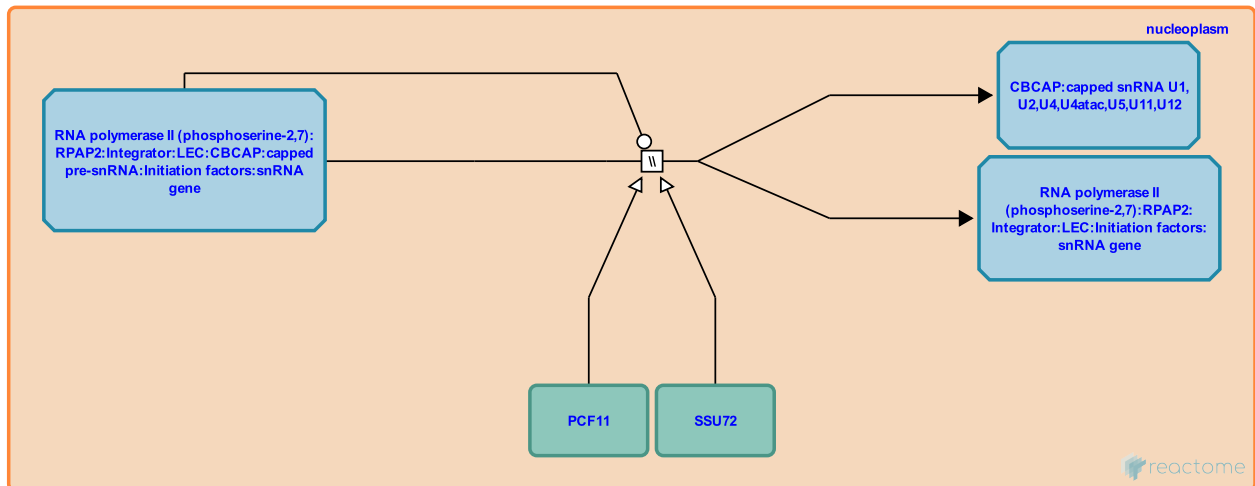 nucleoplasm
RNA polymerase II (phosphoserine-2,7):
RPAP2:Integrator:LEC:CBCAP:capped
pre-snRNA:Initiation factors:snRNA
gene
\\
CBCAP:capped snRNA U1,
U2,U4,U4atac,U5,U11,U12
RNA polymerase II
(phosphoserine-2,7):RPAP2:
Integrator:LEC:Initiation factors:
snRNA gene
PCF11
SSU72
reactome